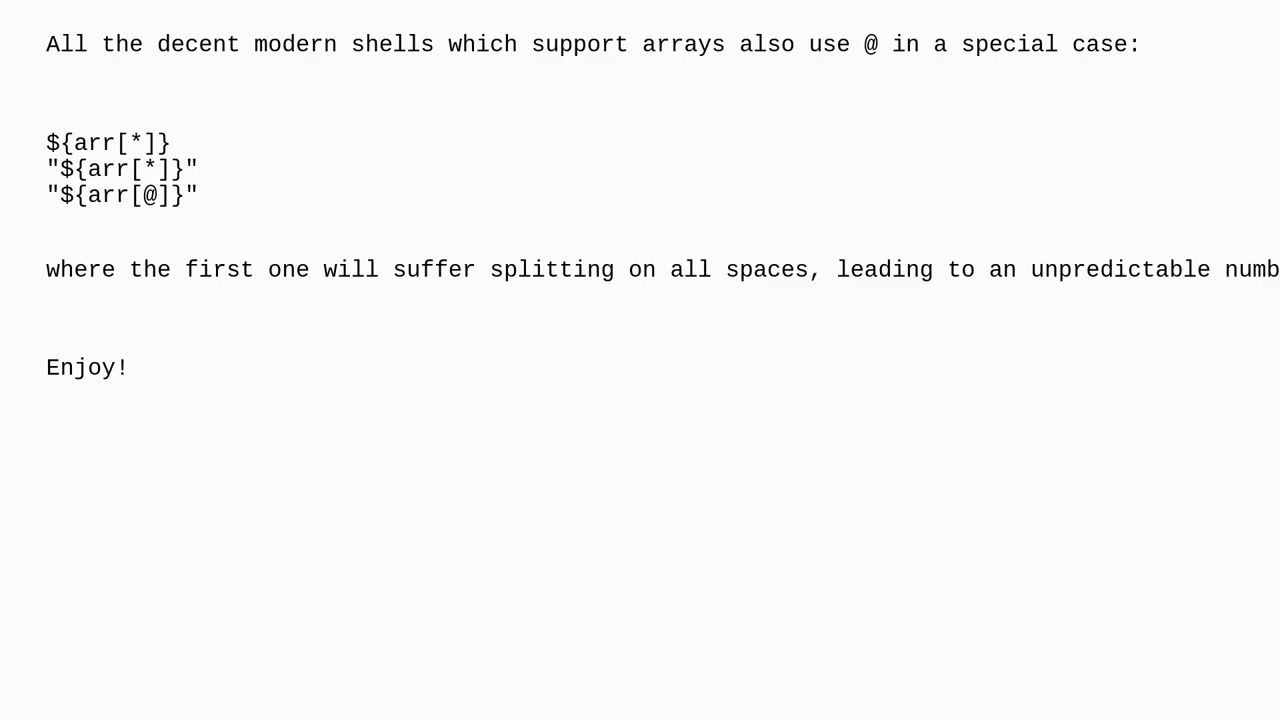 All the decent modern shells which support arrays also use @ in a special case:
${arr[*]}
"${arr[*]}"
"${arr[@]}"
where the first one will suffer splitting on all spaces, leading to an unpredictable numb
Enjoy!